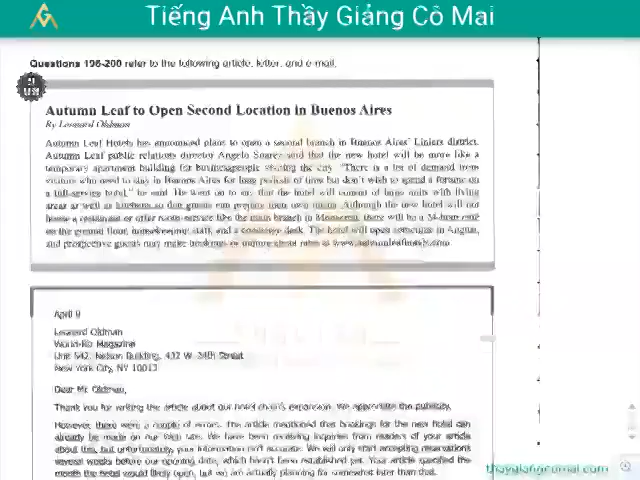 Tiếng Anh Thầy Giảng Cô Mai
Questions 196-200 refer to the following article, letter, and e-mail.
Autumn Leaf to Open Second Location in Buenos Aires
By Leonard Oldman
Autumn Leaf Hotels has announced plans to open a second branch in Buenos Aires' Liniers district.
Autumn Leaf public relations director Angelo Suarez said that the new hotel will be more like a
temporary apartment building for businesspeople visiting the city. "There is a lot of demand from
visitors who need to stay in Buenos Aires for long periods of time but don't wish to spend a fortune on
a full-service hotel," he said. He went on to say that the hotel will consist of large units with living
areas as well as kitchens so that guests can prepare their own meals. Although the new hotel will not
house a restaurant or offer room service like the main branch in Monserrat, there will be a 24-hour café
on the ground floor, housekeeping staff, and a concierge desk. The hotel will open sometime in August,
and prospective guests may make bookings or inquire about rates at www.autumnleafhotels.com.
April 9
Leonard Oldman
World-Biz Magazine
Unit 542, Nelson Building, 432 W. 34th Street
New York City, NY 10013
Dear Mr. Oldman,
Thank you for writing the article about our hotel chain's expansion. We appreciate the publicity.
However, there were a couple of errors. The article mentioned that bookings for the new hotel can
already be made on our Web site. We have been receiving inquiries from readers of your article
about this, but unfortunately, your information isn't accurate. We will only start accepting reservations
several weeks before our opening date, which hasn't been established yet. Your article specified the
month the hotel would likely open, but we are actually planning for somewhat later than that.
thaygiangcomai.com